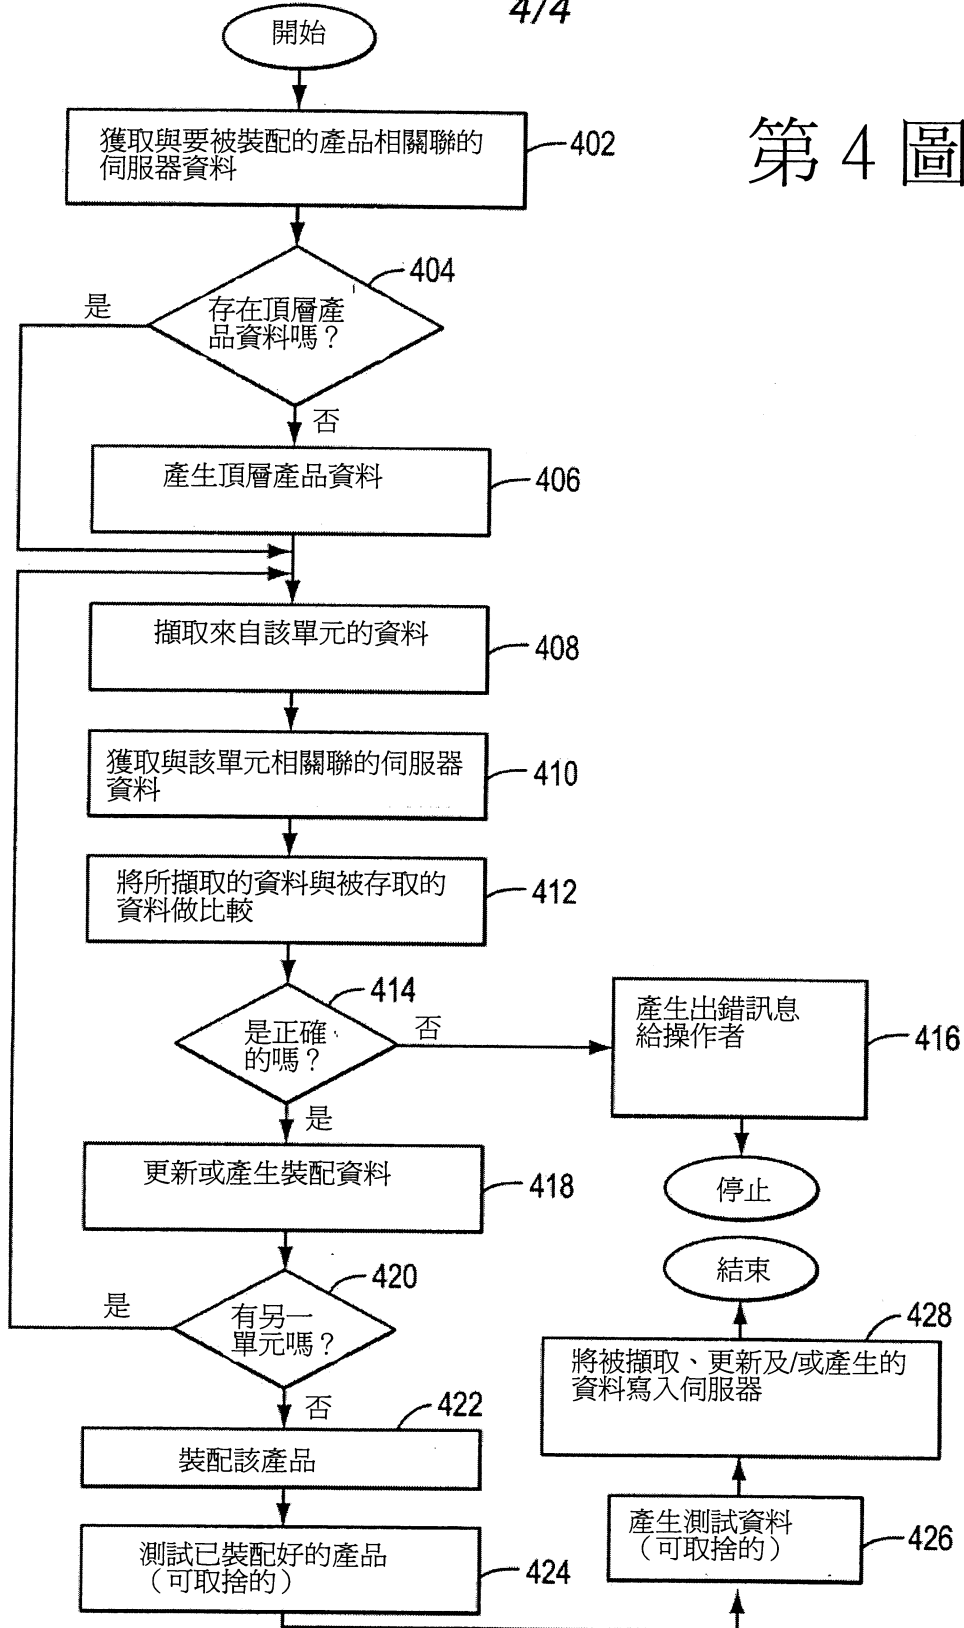 4/4
第4圖
開始
獲取與要被裝配的產品相關聯的
伺服器資料
402
404
存在頂層產
品資料嗎？
是
否
產生頂層產品資料
406
擷取來自該單元的資料
408
獲取與該單元相關聯的伺服器
資料
410
將所擷取的資料與被存取的
資料做比較
412
414
是正確
的嗎？
否
是
產生出錯訊息
給操作者
416
停止
更新或產生裝配資料
418
420
有另一
單元嗎？
是
否
422
裝配該產品
測試已裝配好的產品
（可取捨的）
424
產生測試資料
（可取捨的）
426
428
將被擷取、更新及/或產生的
資料寫入伺服器
結束